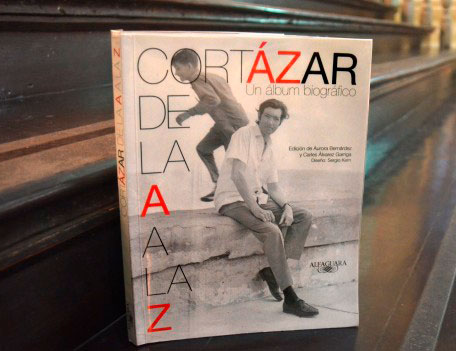 CORTÁZAR
Un álbum biográfico
DE
LA
A
A
LA
Z
Edición de Aurora Bernárdez
y Carles Álvarez Garriga
Diseño: Sergio Kern
ALFAGUARA
CORTÁZAR DE LA A A LA Z